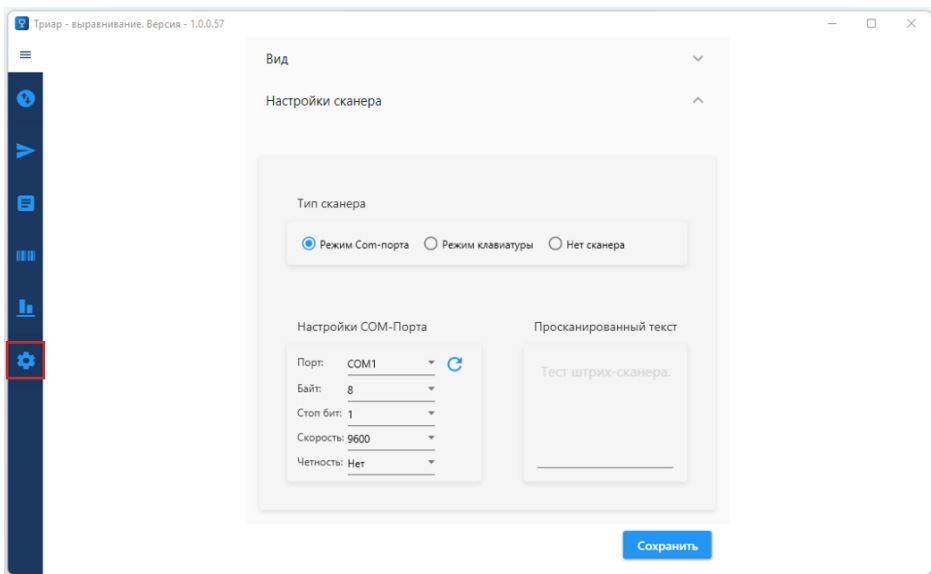 Триар - выравнивание. Версия - 1.0.0.57
Вид
Настройки сканера
Тип сканера
Режим Com-порта Режим клавиатуры Нет сканера
Настройки COM-Порта Просканированный текст
Порт: COM1
Тест штрих-сканера.
Байт: 8
Стоп бит: 1
Скорость: 9600
Четность: Нет
Сохранить